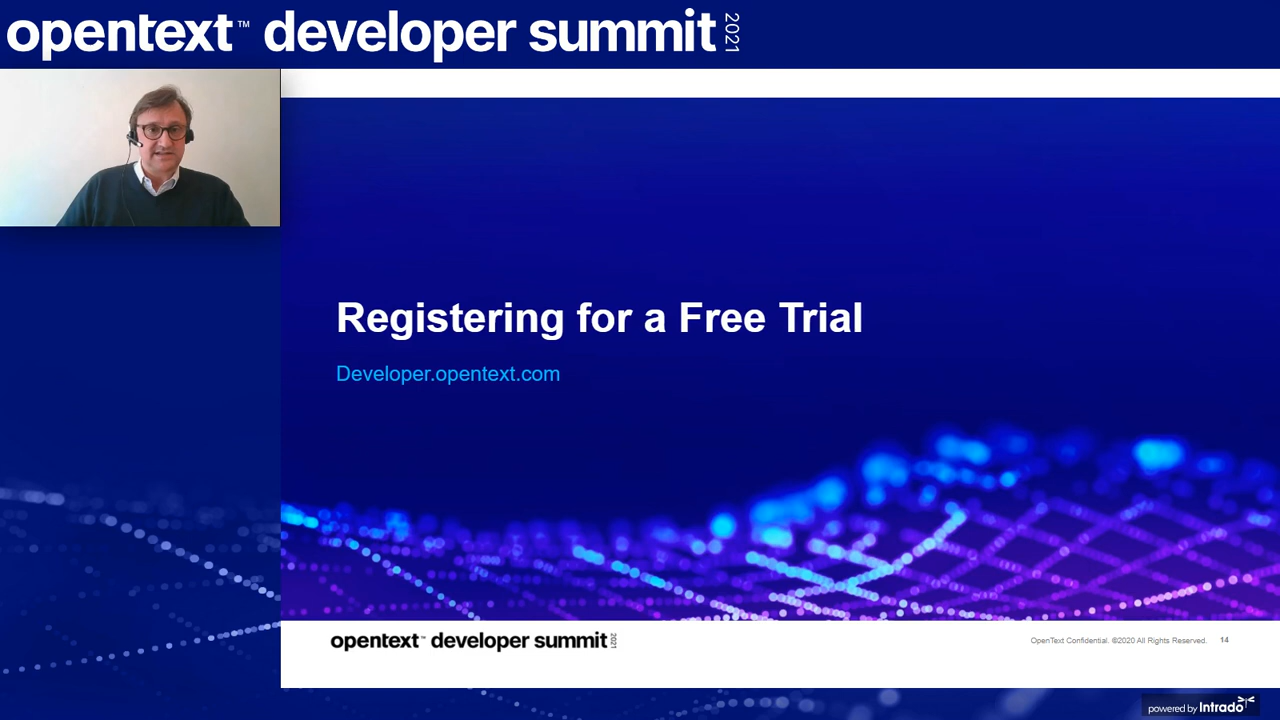 opentext™ developer summit 2021
Registering for a Free Trial
Developer.opentext.com
opentext™ developer summit 2021
OpenText Confidential. ©2020 All Rights Reserved. 14
powered by Intrado